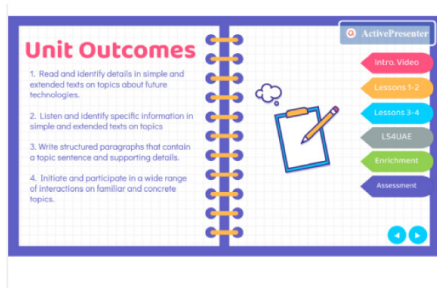 Unit Outcomes
1. Read and identify details in simple and
extended texts on topics about future
technologies.
2. Listen and identify specific information in
simple and extended texts on topics
3. Write structured paragraphs that contain
a topic sentence and supporting details.
4. Initiate and participate in a wide range
of interactions on familiar and concrete
topics.
ActivePresenter
Intro. Video
Lessons 1-2
Lessons 3-4
LS4UAE
Enrichment
Assessment